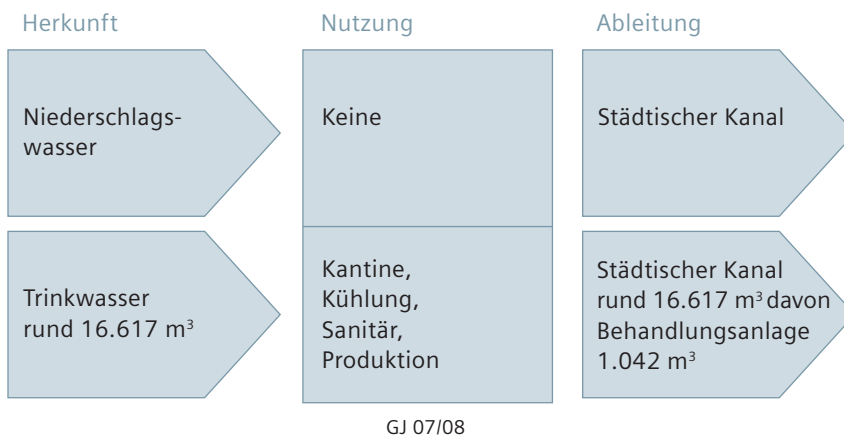 Herkunft
Nutzung
Ableitung
Niederschlags-
wasser
Keine
Städtischer Kanal
Trinkwasser
rund 16.617 m³
Kantine,
Kühlung,
Sanitär,
Produktion
Städtischer Kanal
rund 16.617 m³ davon
Behandlungsanlage
1.042 m³
GJ 07/08